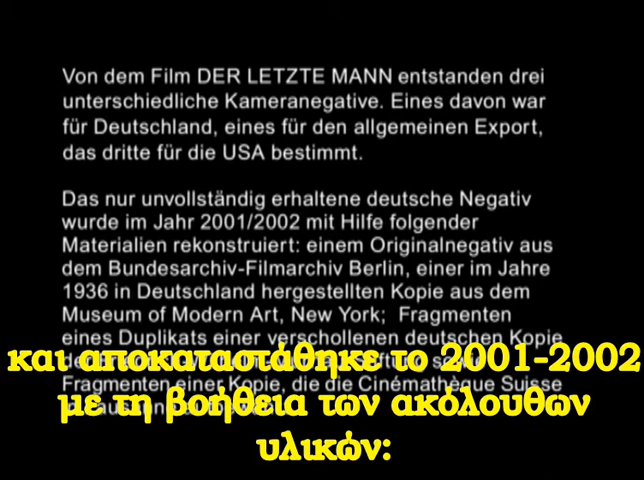 Von dem Film DER LETZTE MANN entstanden drei
unterschiedliche Kameranegative. Eines davon war
für Deutschland, eines für den allgemeinen Export,
das dritte für die USA bestimmt.
Das nur unvollständig erhaltene deutsche Negativ
wurde im Jahr 2001/2002 mit Hilfe folgender
Materialien rekonstruiert: einem Originalnegativ aus
dem Bundesarchiv-Filmarchiv Berlin, einer im Jahre
1936 in Deutschland hergestellten Kopie aus dem
Museum of Modern Art, New York; Fragmenten
eines Duplikats einer verschollenen deutschen Kopie
Fragmenten einer Kopie, die die Cinémathèque Suisse
και αποκαταστάθηκε το 2001-2002
με τη βοήθεια των ακόλουθων
υλικών: